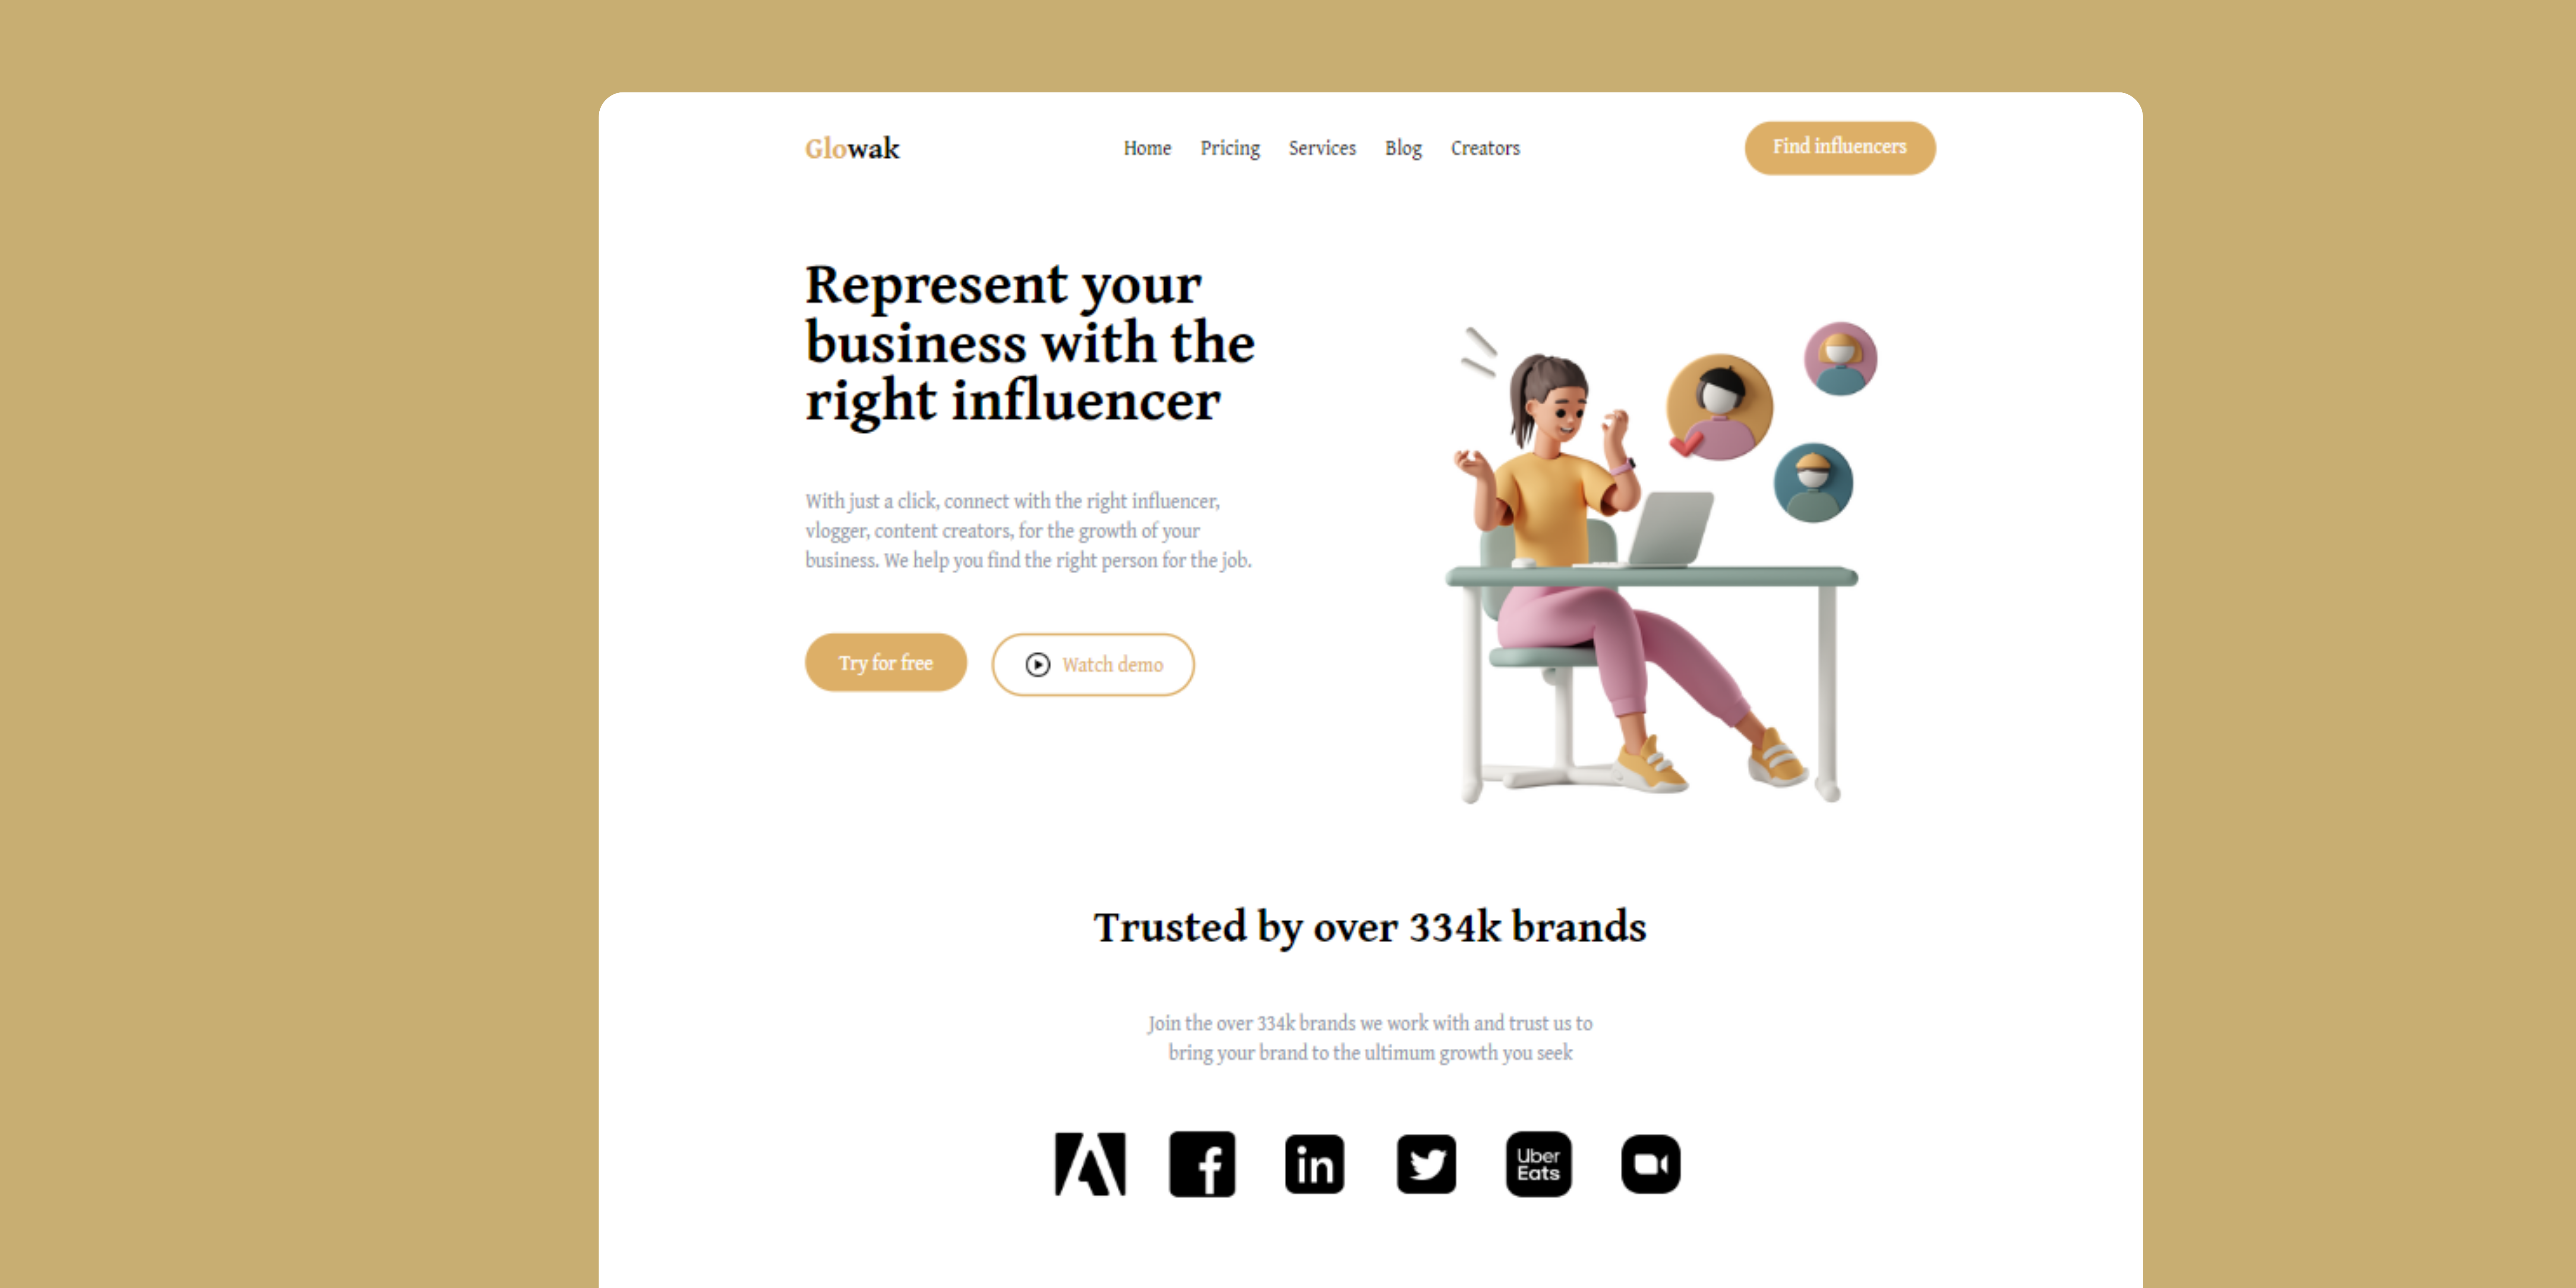 Glowak
Home Pricing Services Blog Creators
Find influencers
Represent your
business with the
right influencer
With just a click, connect with the right influencer,
vlogger, content creators, for the growth of your
business. We help you find the right person for the job.
Try for free
Watch demo
Trusted by over 334k brands
Join the over 334k brands we work with and trust us to
bring your brand to the ultimum growth you seek
f
in
Uber
Eats